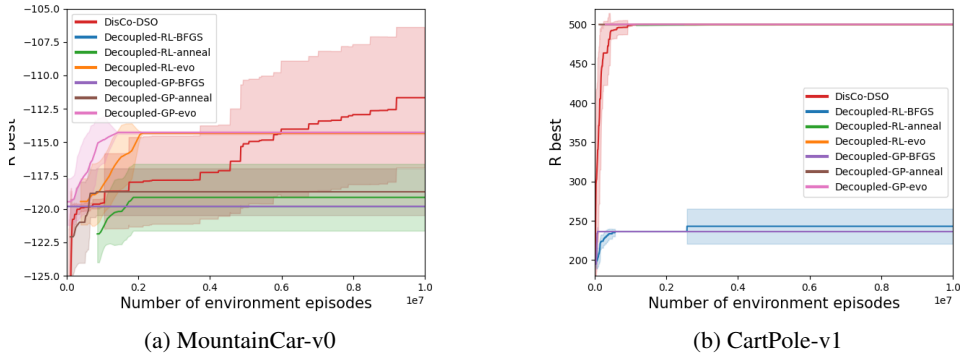 −105.0
−107.5
−110.0
−112.5
−115.0
−117.5
−120.0
−122.5
−125.0
R best
DisCo-DSO
Decoupled-RL-BFGS
Decoupled-RL-anneal
Decoupled-RL-evo
Decoupled-GP-BFGS
Decoupled-GP-anneal
Decoupled-GP-evo
0.0 0.2 0.4 0.6 0.8 1.0
1e7
Number of environment episodes
(a) MountainCar-v0
500
450
400
350
300
250
200
R best
DisCo-DSO
Decoupled-RL-BFGS
Decoupled-RL-anneal
Decoupled-RL-evo
Decoupled-GP-BFGS
Decoupled-GP-anneal
Decoupled-GP-evo
0.0 0.2 0.4 0.6 0.8 1.0
1e7
Number of environment episodes
(b) CartPole-v1